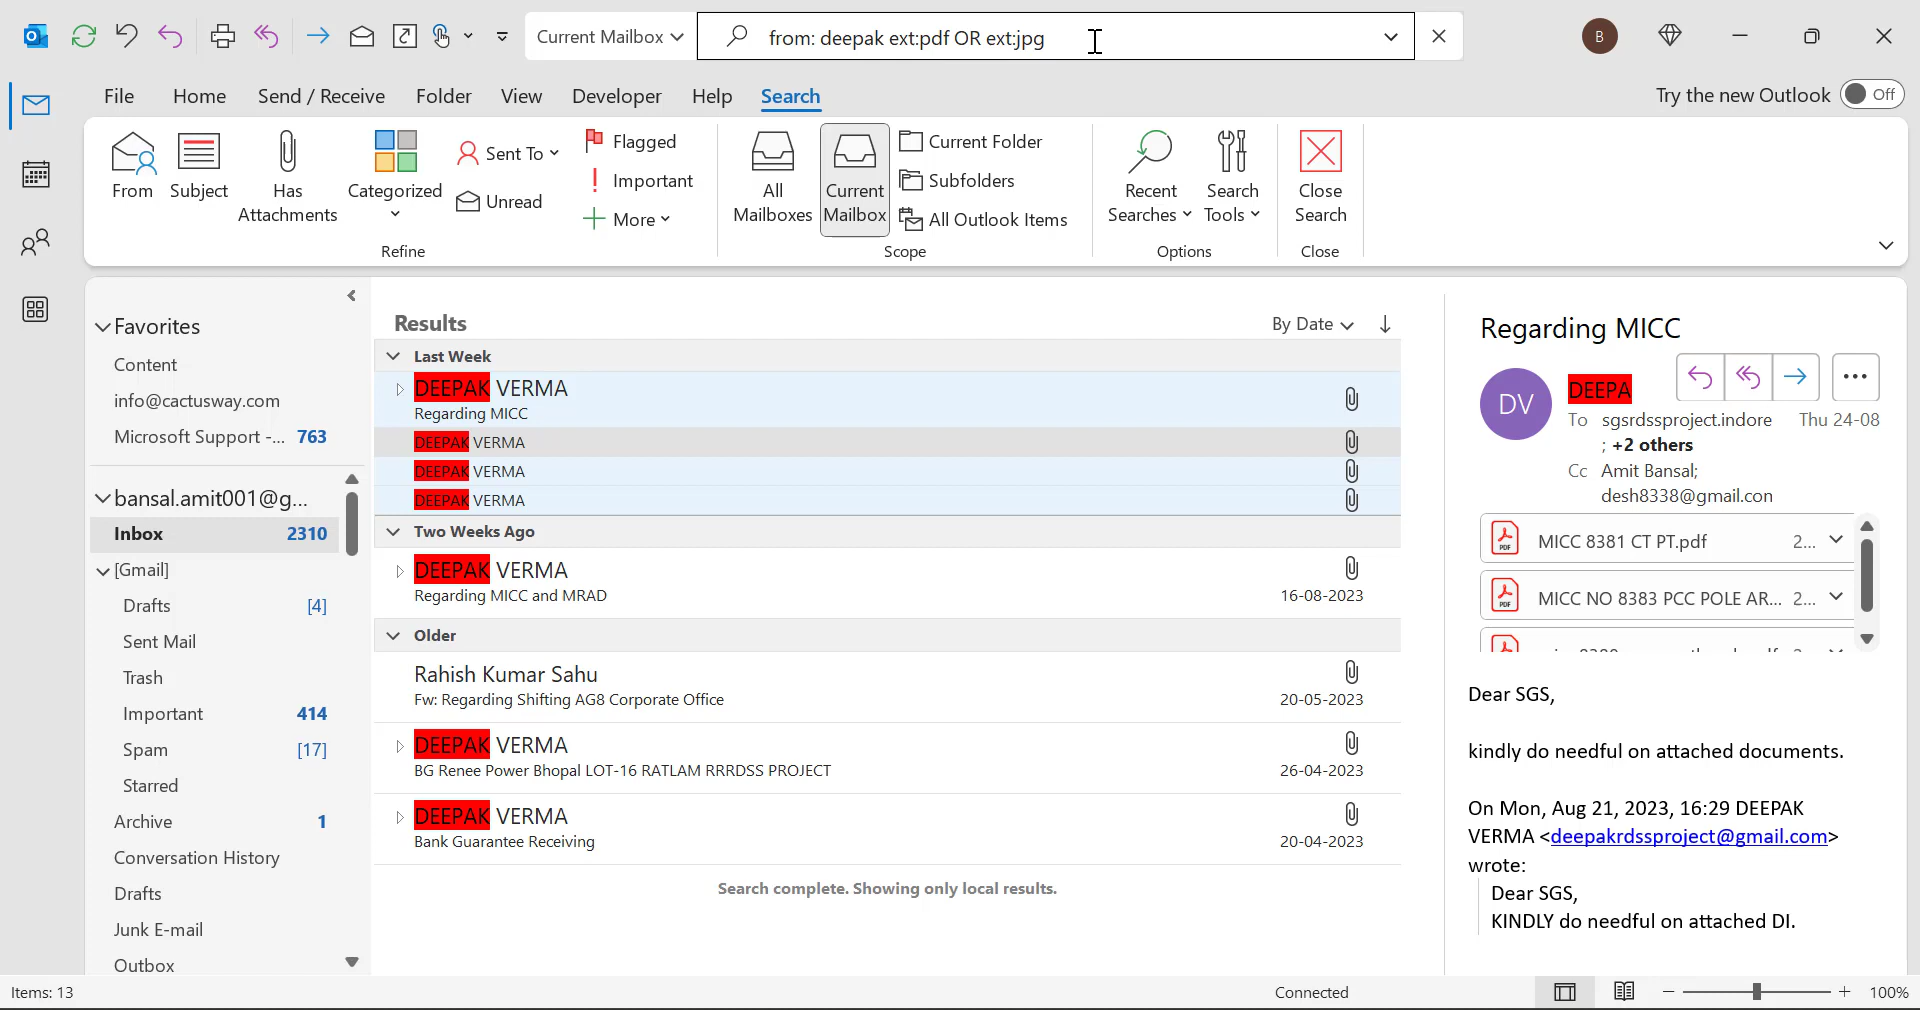 Current Mailbox
from: deepak ext:pdf OR ext:jpg
B
File Home Send / Receive Folder View Developer Help Search
Try the new Outlook Off
From
Subject
Has
Attachments
Categorized
Sent To
Unread
Flagged
Important
More
Refine
All
Mailboxes
Current
Mailbox
Current Folder
Subfolders
All Outlook Items
Scope
Recent
Searches
Search
Tools
Options
Close
Search
Close
Favorites
Content
info@cactusway.com
Microsoft Support -... 763
bansal.amit001@g...
Inbox 2310
[Gmail]
Drafts [4]
Sent Mail
Trash
Important 414
Spam [17]
Starred
Archive 1
Conversation History
Drafts
Junk E-mail
Outbox
Results By Date
Last Week
DEEPAK VERMA
Regarding MICC
DEEPAK VERMA
DEEPAK VERMA
DEEPAK VERMA
Two Weeks Ago
DEEPAK VERMA
Regarding MICC and MRAD 16-08-2023
Older
Rahish Kumar Sahu
Fw: Regarding Shifting AG8 Corporate Office 20-05-2023
DEEPAK VERMA
BG Renee Power Bhopal LOT-16 RATLAM RRRDSS PROJECT 26-04-2023
DEEPAK VERMA
Bank Guarantee Receiving 20-04-2023
Search complete. Showing only local results.
Regarding MICC
DV
DEEPA
To sgsrdssproject.indore Thu 24-08
; +2 others
Cc Amit Bansal;
desh8338@gmail.con
PDF MICC 8381 CT PT.pdf 2...
PDF MICC NO 8383 PCC POLE AR... 2...
Dear SGS,
kindly do needful on attached documents.
On Mon, Aug 21, 2023, 16:29 DEEPAK
VERMA <deepakrdssproject@gmail.com>
wrote:
Dear SGS,
KINDLY do needful on attached DI.
Items: 13 Connected 100%